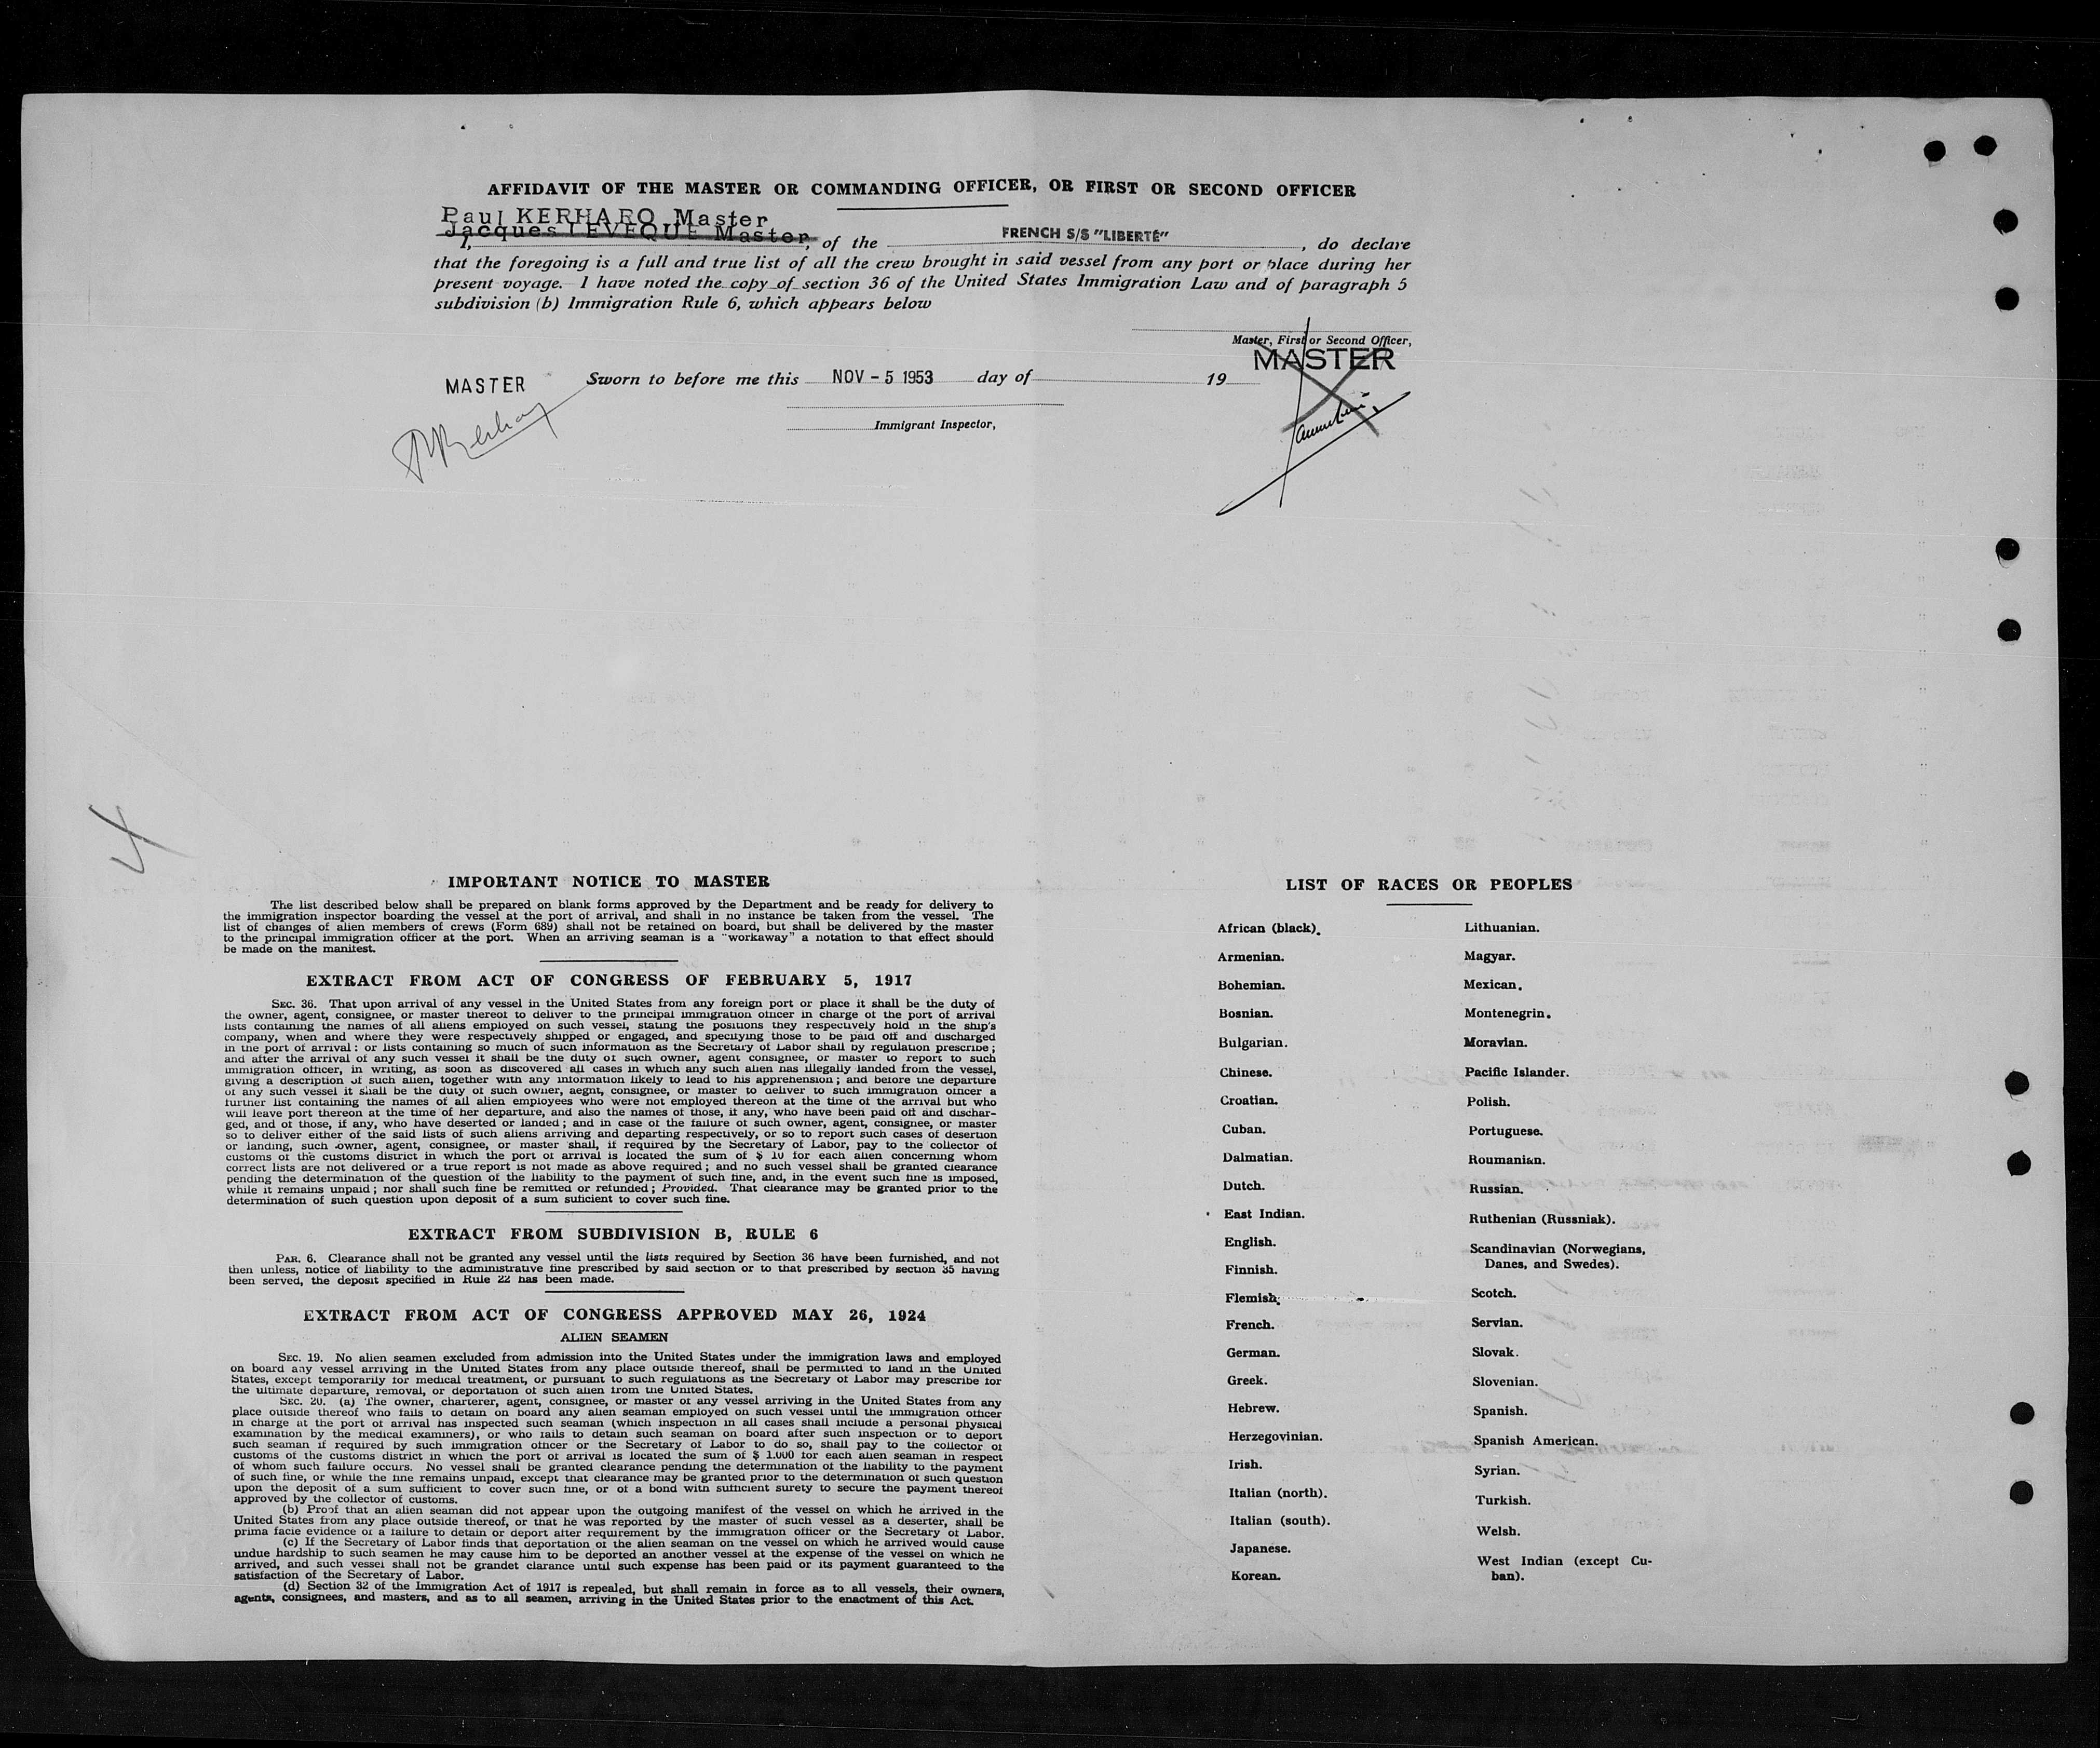 AFFIDAVIT OF THE MASTER OR COMMANDING OFFICER, OR FIRST OR SECOND OFFICER
Paul KERHARO Master
Jacques LEVEQUE Master
I, , of the FRENCH S/S "LIBERTÉ" , do declare
that the foregoing is a full and true list of all the crew brought in said vessel from any port or place during her
present voyage. I have noted the copy of section 36 of the United States Immigration Law and of paragraph 5
subdivision (b) Immigration Rule 6, which appears below
Master, First or Second Officer,
MASTER
MASTER Sworn to before me this NOV - 5 1953 day of 19
Immigrant Inspector,
IMPORTANT NOTICE TO MASTER
The list described below shall be prepared on blank forms approved by the Department and be ready for delivery to
the immigration inspector boarding the vessel at the port of arrival, and shall in no instance be taken from the vessel. The
list of changes of alien members of crews (Form 689) shall not be retained on board, but shall be delivered by the master
to the principal immigration officer at the port. When an arriving seaman is a "workaway" a notation to that effect should
be made on the manifest.
EXTRACT FROM ACT OF CONGRESS OF FEBRUARY 5, 1917
SEC. 36. That upon arrival of any vessel in the United States from any foreign port or place it shall be the duty of
the owner, agent, consignee, or master thereof to deliver to the principal immigration officer in charge of the port of arrival
lists containing the names of all aliens employed on such vessel, stating the positions they respectively hold in the ship's
company, when and where they were respectively shipped or engaged, and specifying those to be paid off and discharged
in the port of arrival : or lists containing so much of such information as the Secretary of Labor shall by regulation prescribe ;
and after the arrival of any such vessel it shall be the duty of such owner, agent consignee, or master to report to such
immigration officer, in writing, as soon as discovered all cases in which any such alien has illegally landed from the vessel,
giving a description of such alien, together with any information likely to lead to his apprehension ; and before the departure
of any such vessel it shall be the duty of such owner, aegnt, consignee, or master to deliver to such immigration officer a
further list containing the names of all alien employees who were not employed thereon at the time of the arrival but who
will leave port thereon at the time of her departure, and also the names of those, if any, who have been paid off and dischar-
ged, and of those, if any, who have deserted or landed ; and in case of the failure of such owner, agent, consignee, or master
so to deliver either of the said lists of such aliens arriving and departing respectively, or so to report such cases of desertion
or landing, such owner, agent, consignee, or master shall, if required by the Secretary of Labor, pay to the collector of
customs of the customs district in which the port of arrival is located the sum of $ 10 for each alien concerning whom
correct lists are not delivered or a true report is not made as above required ; and no such vessel shall be granted clearance
pending the determination of the question of the liability to the payment of such fine, and, in the event such fine is imposed,
while it remains unpaid ; nor shall such fine be remitted or refunded ; Provided. That clearance may be granted prior to the
determination of such question upon deposit of a sum suficient to cover such fine.
EXTRACT FROM SUBDIVISION B, RULE 6
PAR. 6. Clearance shall not be granted any vessel until the lists required by Section 36 have been furnished, and not
then unless, notice of liability to the administrative fine prescribed by said section or to that prescribed by section 35 having
been served, the deposit specified in Rule 22 has been made.
EXTRACT FROM ACT OF CONGRESS APPROVED MAY 26, 1924
ALIEN SEAMEN
SEC. 19. No alien seamen excluded from admission into the United States under the immigration laws and employed
on board any vessel arriving in the United States from any place outside thereof, shall be permitted to land in the United
States, except temporarily for medical treatment, or pursuant to such regulations as the Secretary of Labor may prescribe for
the ultimate departure, removal, or deportation of such alien from the United States.
SEC. 20. (a) The owner, charterer, agent, consignee, or master of any vessel arriving in the United States from any
place outside thereof who fails to detain on board any alien seaman employed on such vessel until the immigration officer
in charge at the port of arrival has inspected such seaman (which inspection in all cases shall include a personal physical
examination by the medical examiners), or who fails to detain such seaman on board after such inspection or to deport
such seaman if required by such immigration officer or the Secretary of Labor to do so, shall pay to the collector of
customs of the customs district in which the port of arrival is located the sum of $ 1.000 for each alien seaman in respect
of whom such failure occurs. No vessel shall be granted clearance pending the determination of the liability to the payment
of such fine, or while the fine remains unpaid, except that clearance may be granted prior to the determination of such question
upon the deposit of a sum sufficient to cover such fine, or of a bond with sufficient surety to secure the payment thereof
approved by the collector of customs.
(b) Proof that an alien seaman did not appear upon the outgoing manifest of the vessel on which he arrived in the
United States from any place outside thereof, or that he was reported by the master of such vessel as a deserter, shall be
prima facie evidence of a failure to detain or deport after requirement by the immigration officer or the Secretary of Labor.
(c) If the Secretary of Labor finds that deportation of the alien seaman on the vessel on which he arrived would cause
undue hardship to such seamen he may cause him to be deported an another vessel at the expense of the vessel on which he
arrived, and such vessel shall not be grandet clarance until such expense has been paid or its payment guaranteed to the
satisfaction of the Secretary of Labor.
(d) Section 32 of the Immigration Act of 1917 is repealed, but shall remain in force as to all vessels, their owners,
agents, consignees, and masters, and as to all seamen, arriving in the United States prior to the enactment of this Act.
LIST OF RACES OR PEOPLES
African (black).
Armenian.
Bohemian.
Bosnian.
Bulgarian.
Chinese.
Croatian.
Cuban.
Dalmatian.
Dutch.
East Indian.
English.
Finnish.
Flemish.
French.
German.
Greek.
Hebrew.
Herzegovinian.
Irish.
Italian (north).
Italian (south).
Japanese.
Korean.
Lithuanian.
Magyar.
Mexican.
Montenegrin.
Moravian.
Pacific Islander.
Polish.
Portuguese.
Roumanian.
Russian.
Ruthenian (Russniak).
Scandinavian (Norwegians,
Danes, and Swedes).
Scotch.
Servian.
Slovak.
Slovenian.
Spanish.
Spanish American.
Syrian.
Turkish.
Welsh.
West Indian (except Cu-
ban).